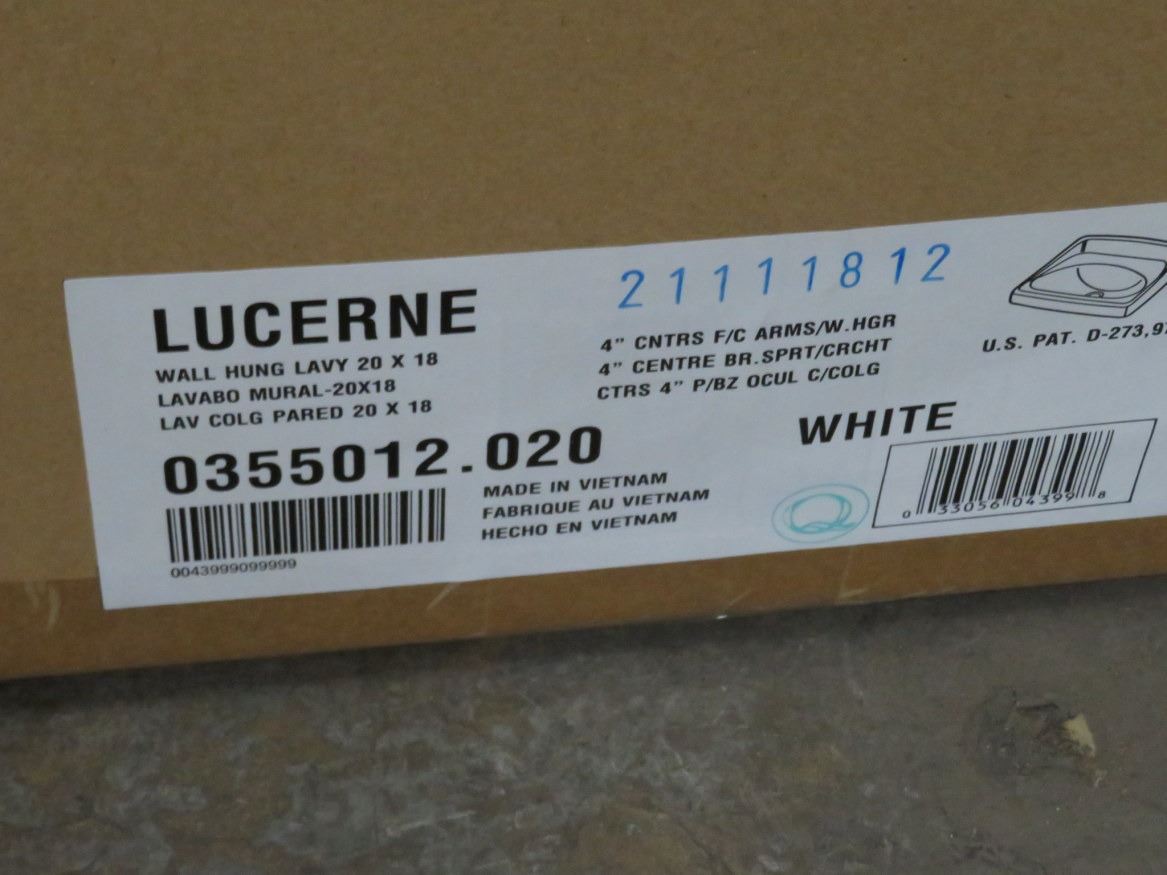 LUCERNE
WALL HUNG LAVY 20 X 18
LAVABO MURAL-20X18
LAV COLG PARED 20 X 18
0355012.020
0043999099999
MADE IN VIETNAM
FABRIQUE AU VIETNAM
HECHO EN VIETNAM
21111812
4" CNTRS F/C ARMS/W.HGR
4" CENTRE BR.SPRT/CRCHT
CTRS 4" P/BZ OCUL C/COLG
U.S. PAT. D-273,9
WHITE
Q
0 33056 04399 8